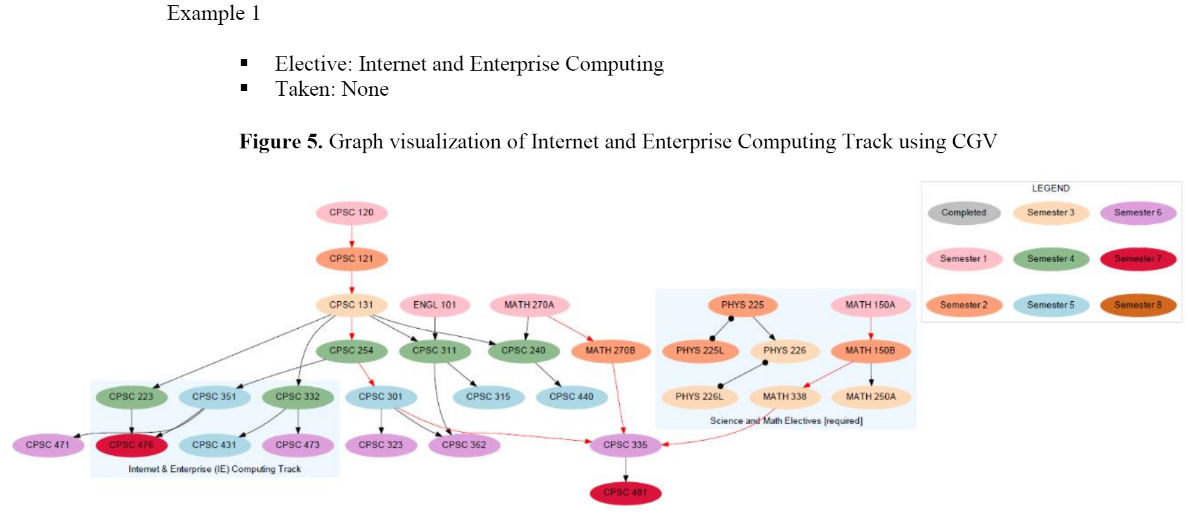 Example 1
▪ Elective: Internet and Enterprise Computing
▪ Taken: None
Figure 5. Graph visualization of Internet and Enterprise Computing Track using CGV
LEGEND
Completed Semester 3 Semester 6
Semester 1 Semester 4 Semester 7
Semester 2 Semester 5 Semester 8
CPSC 120
CPSC 121
CPSC 131 ENGL 101 MATH 270A PHYS 225 MATH 150A
CPSC 254 CPSC 311 CPSC 240 MATH 270B PHYS 225L PHYS 226 MATH 150B
CPSC 223 CPSC 351 CPSC 332 CPSC 301 CPSC 315 CPSC 440 PHYS 226L MATH 338 MATH 250A
Science and Math Electives [required]
CPSC 471 CPSC 476 CPSC 431 CPSC 473 CPSC 323 CPSC 362 CPSC 335
Internet & Enterprise (IE) Computing Track
CPSC 481